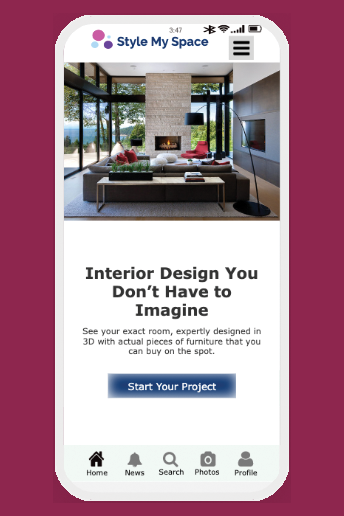 3:47
Style My Space
Interior Design You
Don’t Have to
Imagine
See your exact room, expertly designed in
3D with actual pieces of furniture that you
can buy on the spot.
Start Your Project
Home News Search Photos Profile